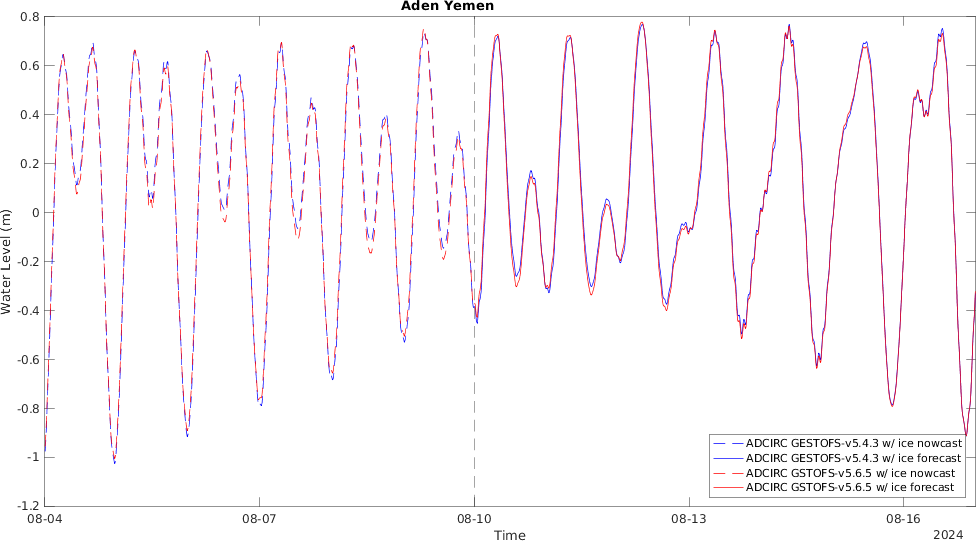 Aden Yemen
0.8
0.6
0.4
0.2
0
-0.2
-0.4
-0.6
-0.8
-1
-1.2
Water Level (m)
08-04
08-07
08-10
08-13
08-16
Time
2024
ADCIRC GESTOFS-v5.4.3 w/ ice nowcast
ADCIRC GESTOFS-v5.4.3 w/ ice forecast
ADCIRC GSTOFS-v5.6.5 w/ ice nowcast
ADCIRC GSTOFS-v5.6.5 w/ ice forecast